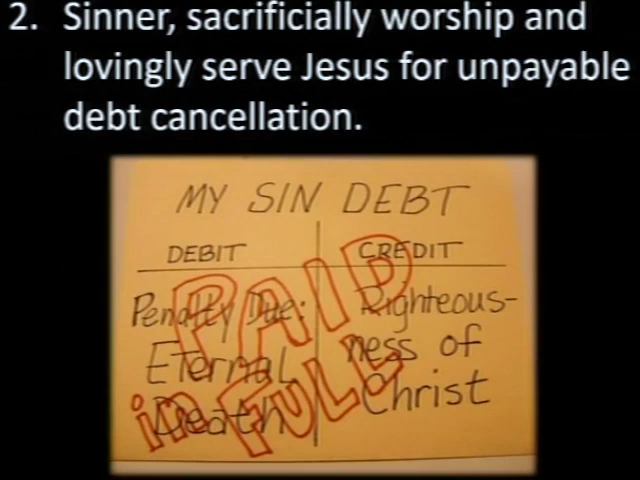 2. Sinner, sacrificially worship and
lovingly serve Jesus for unpayable
debt cancellation.
MY SIN DEBT
DEBIT CREDIT
Penalty Due: Righteous-
Eternal ness of
Death Christ
PAID
in FULL